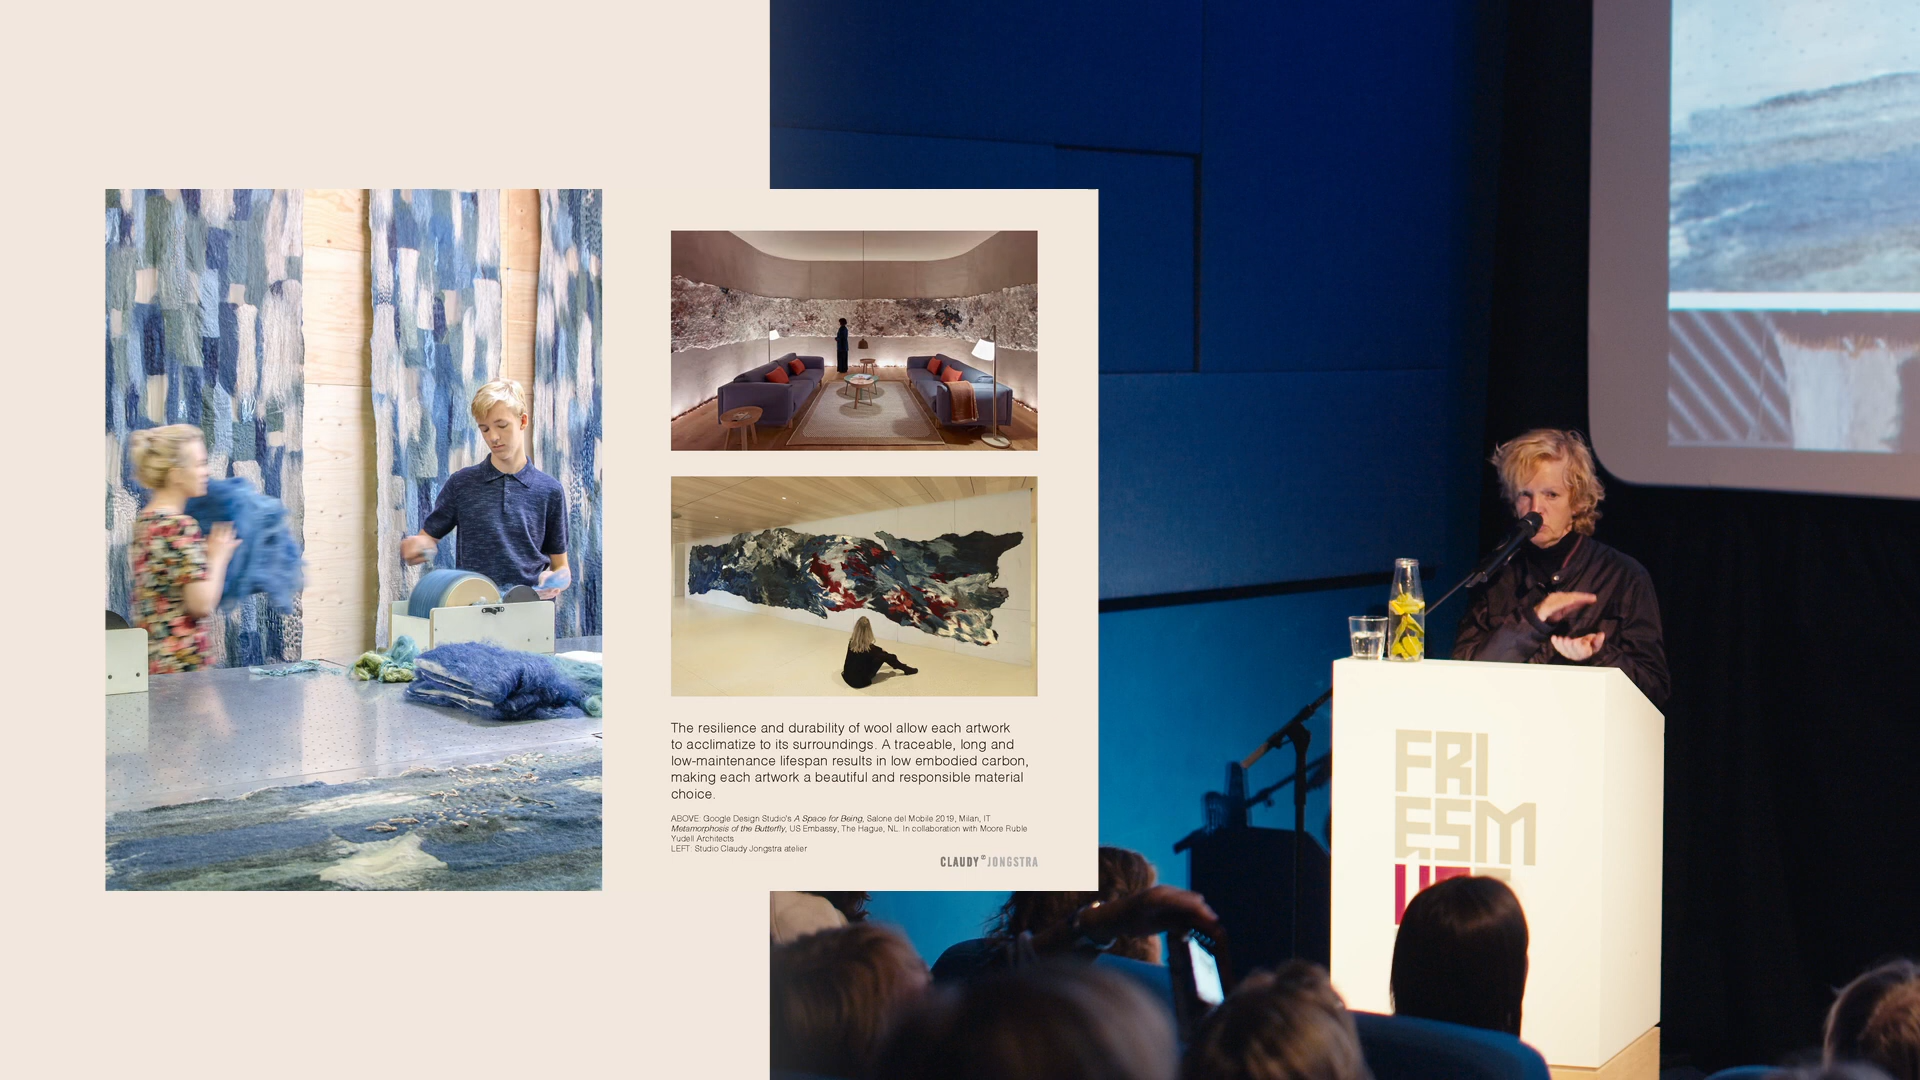 The resilience and durability of wool allow each artwork
to acclimatize to its surroundings. A traceable, long and
low-maintenance lifespan results in low embodied carbon,
making each artwork a beautiful and responsible material
choice.
ABOVE: Google Design Studio's A Space for Being, Salone del Mobile 2019, Milan, IT
Metamorphosis of the Butterfly, US Embassy, The Hague, NL. In collaboration with Moore Ruble
Yudell Architects
LEFT: Studio Claudy Jongstra atelier
CLAUDY JONGSTRA
FRI
ESM